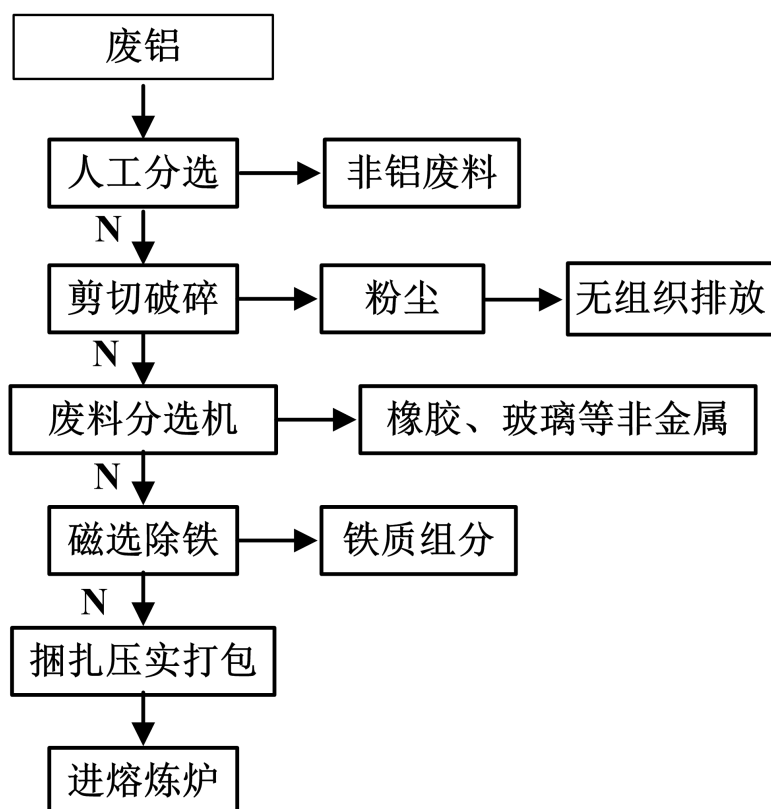 废铝
人工分选
非铝废料
N
剪切破碎
粉尘
无组织排放
N
废料分选机
橡胶、玻璃等非金属
N
磁选除铁
铁质组分
N
捆扎压实打包
进熔炼炉